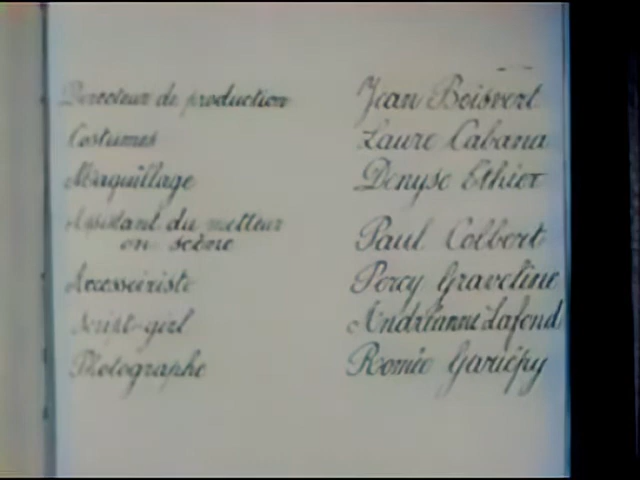 Directeur de production Jean Boisvert
Costumes Laure Cabana
Maquillage Denyse Ethier
Assistant du metteur
en scène Paul Colbert
Accessoiriste Percy Graveline
Script-girl Andréanne Lafond
Photographe Roméo Gariépy